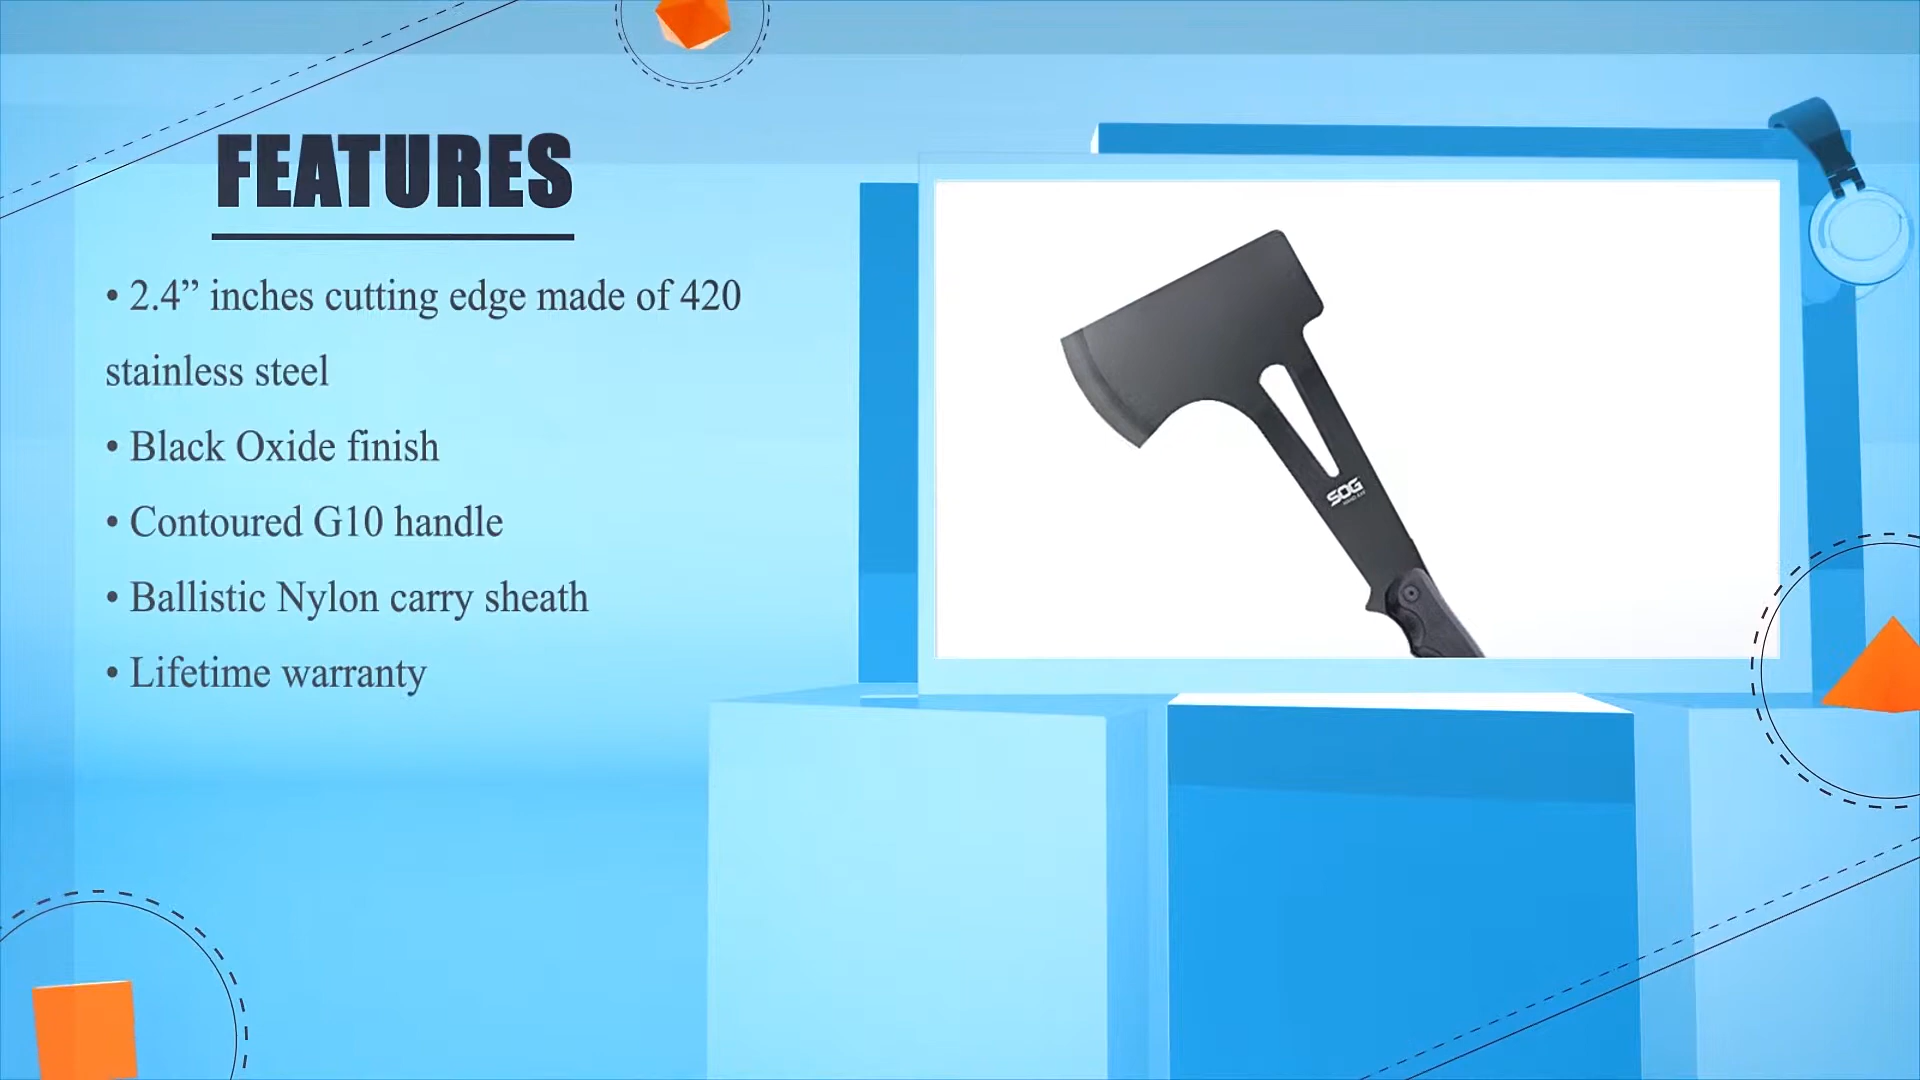 FEATURES
• 2.4” inches cutting edge made of 420
stainless steel
• Black Oxide finish
• Contoured G10 handle
• Ballistic Nylon carry sheath
• Lifetime warranty
SOG